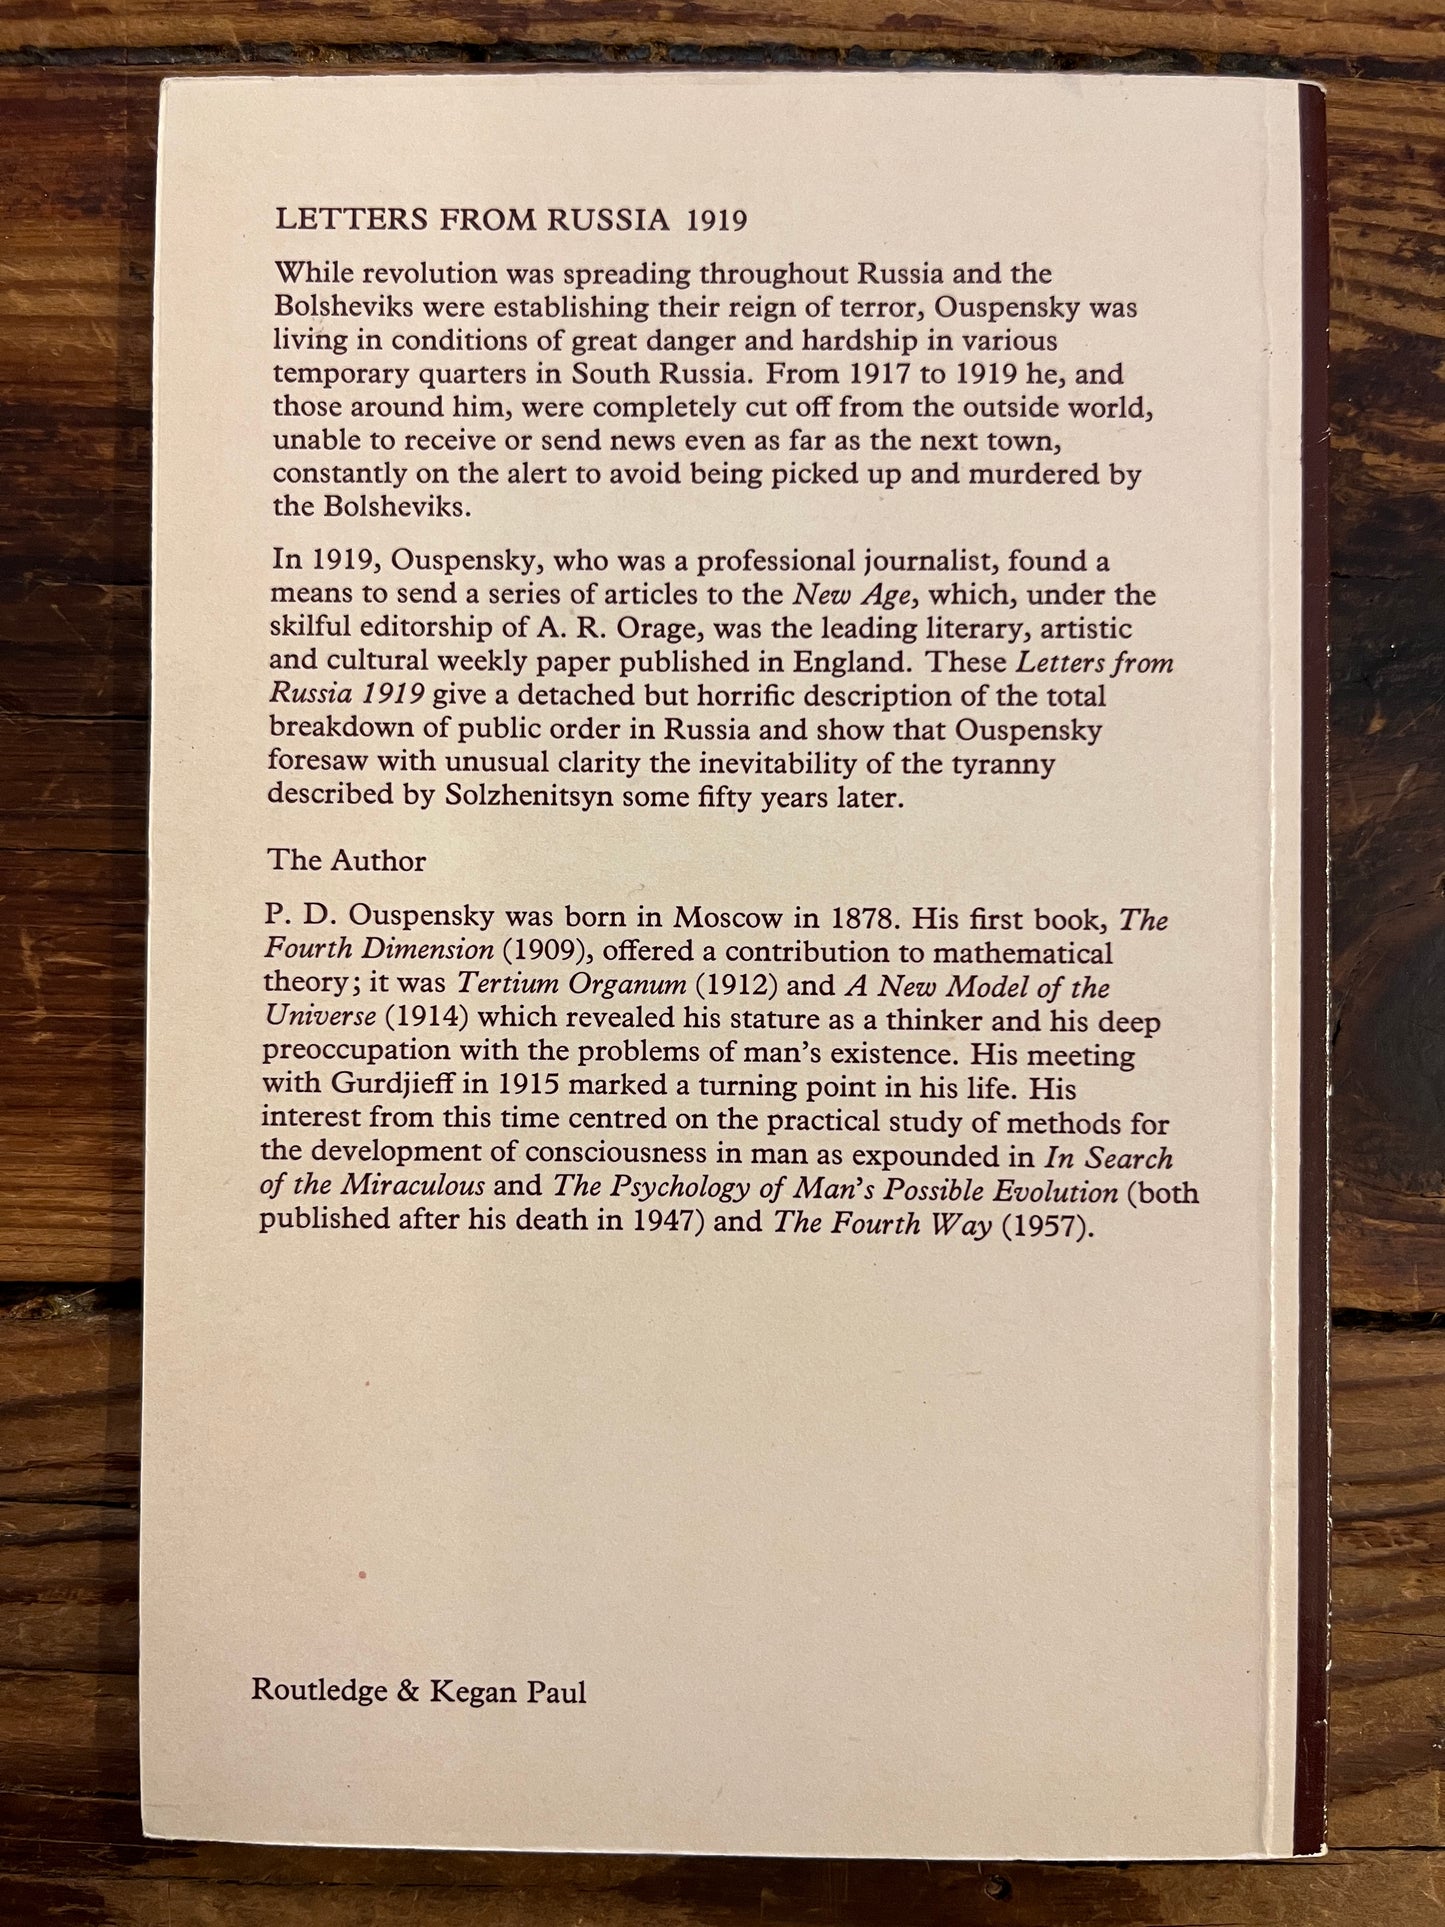 LETTERS FROM RUSSIA 1919
While revolution was spreading throughout Russia and the
Bolsheviks were establishing their reign of terror, Ouspensky was
living in conditions of great danger and hardship in various
temporary quarters in South Russia. From 1917 to 1919 he, and
those around him, were completely cut off from the outside world,
unable to receive or send news even as far as the next town,
constantly on the alert to avoid being picked up and murdered by
the Bolsheviks.
In 1919, Ouspensky, who was a professional journalist, found a
means to send a series of articles to the New Age, which, under the
skilful editorship of A. R. Orage, was the leading literary, artistic
and cultural weekly paper published in England. These Letters from
Russia 1919 give a detached but horrific description of the total
breakdown of public order in Russia and show that Ouspensky
foresaw with unusual clarity the inevitability of the tyranny
described by Solzhenitsyn some fifty years later.
The Author
P. D. Ouspensky was born in Moscow in 1878. His first book, The
Fourth Dimension (1909), offered a contribution to mathematical
theory; it was Tertium Organum (1912) and A New Model of the
Universe (1914) which revealed his stature as a thinker and his deep
preoccupation with the problems of man's existence. His meeting
with Gurdjieff in 1915 marked a turning point in his life. His
interest from this time centred on the practical study of methods for
the development of consciousness in man as expounded in In Search
of the Miraculous and The Psychology of Man's Possible Evolution (both
published after his death in 1947) and The Fourth Way (1957).
Routledge & Kegan Paul